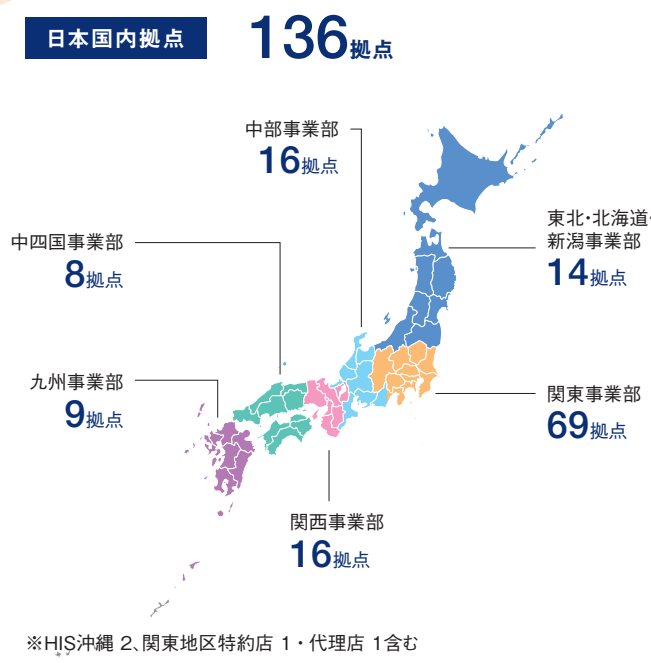 日本国内拠点 136拠点
中部事業部
16拠点
東北・北海道・
新潟事業部
14拠点
中四国事業部
8拠点
九州事業部
9拠点
関東事業部
69拠点
関西事業部
16拠点
※HIS沖縄 2、関東地区特約店 1・代理店 1含む